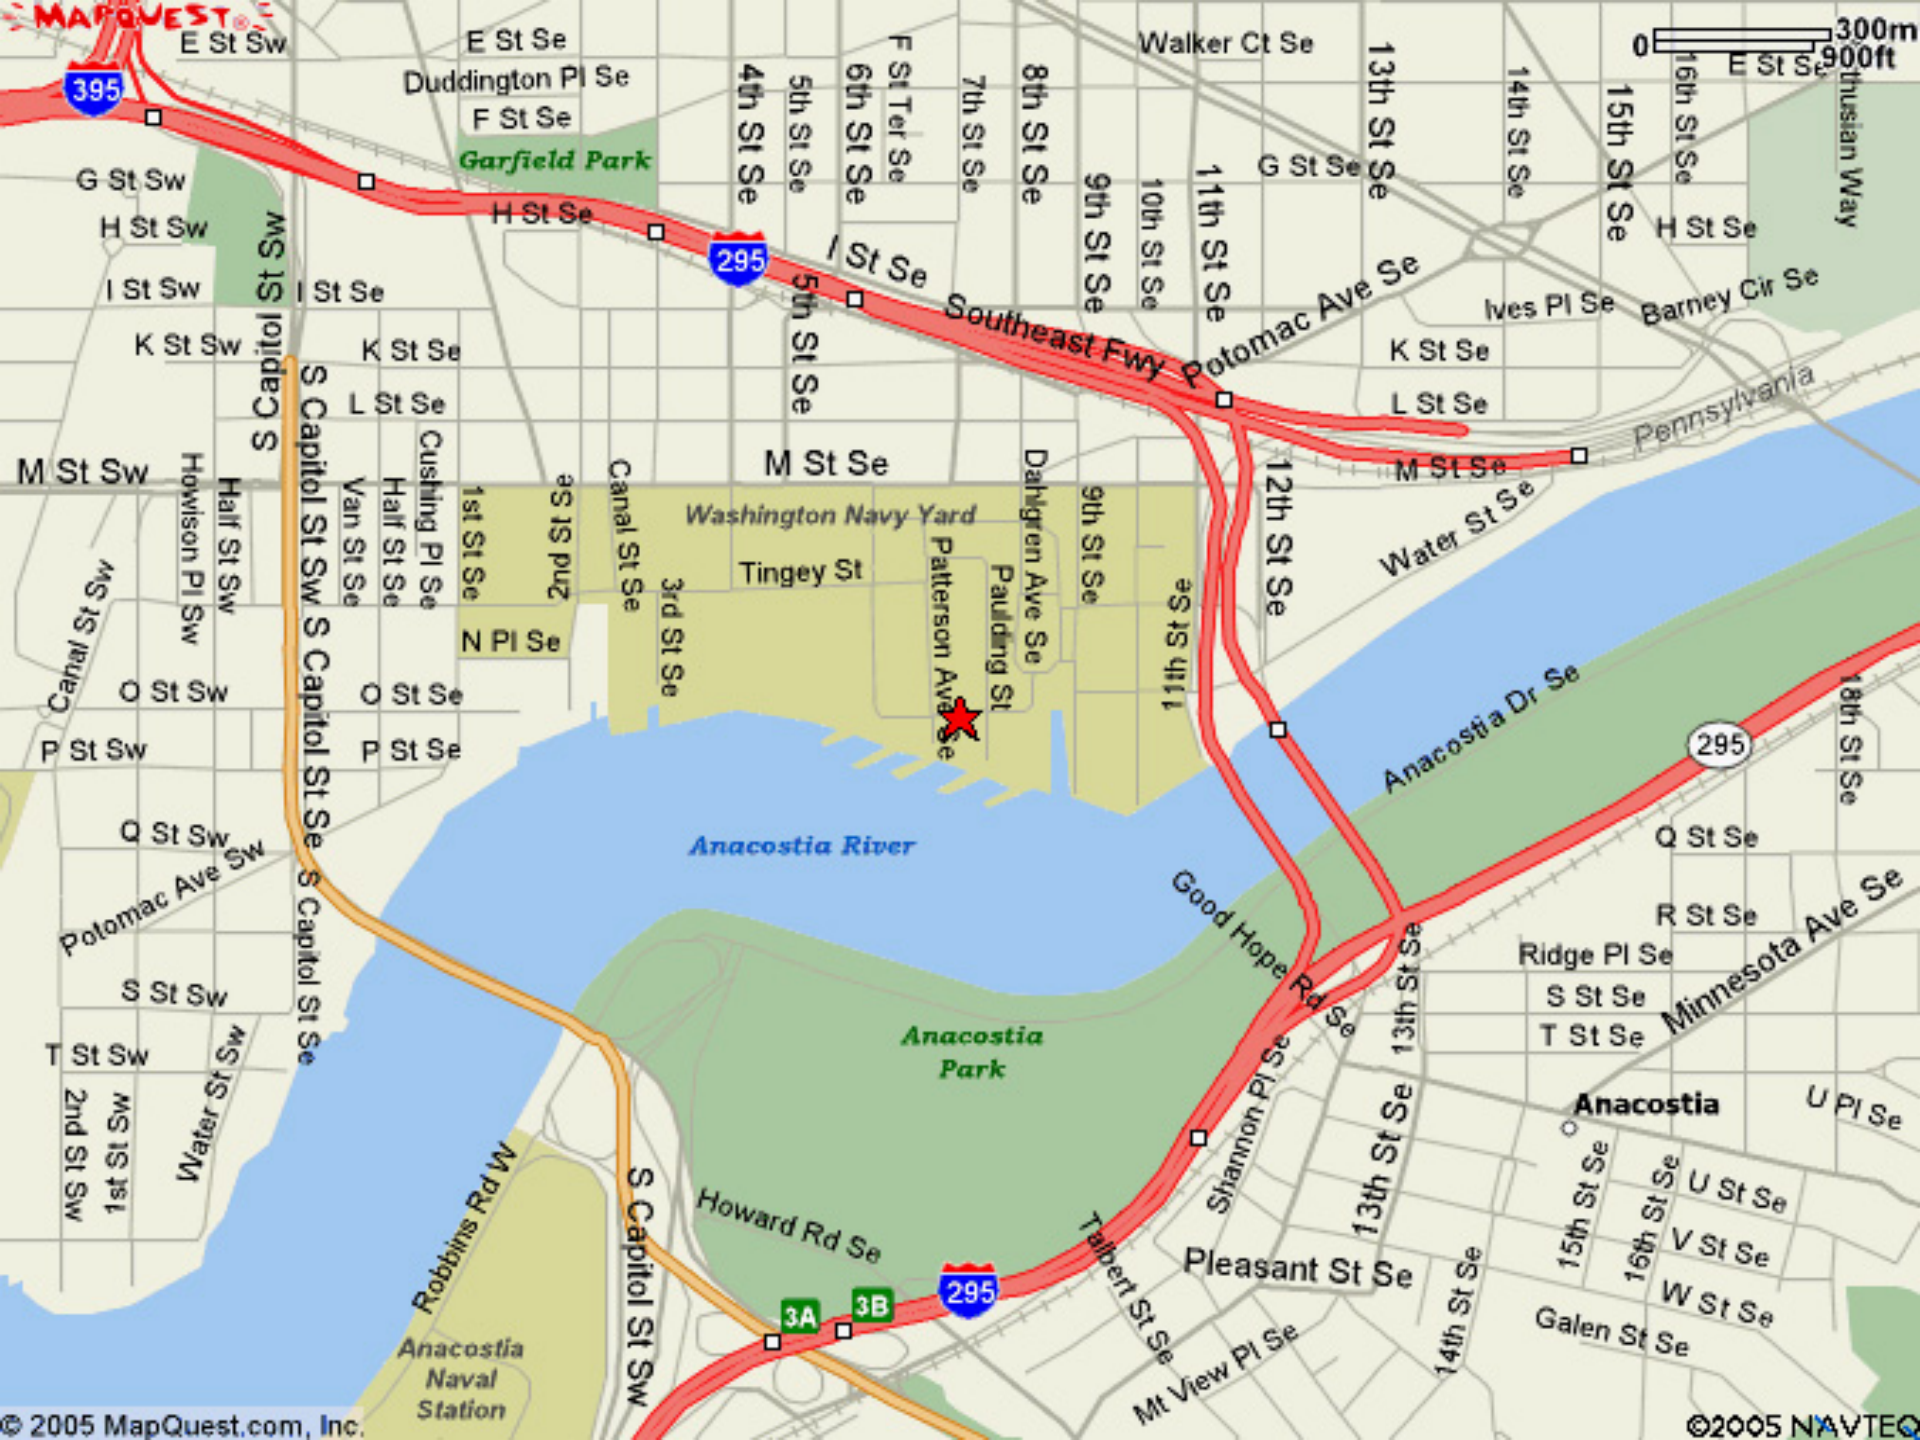 MAPQUEST®
300m
0
900ft
395
E St Sw
E St Se
Duddington Pl Se
F St Se
Garfield Park
4th St Se
5th St Se
6th St Se
F St Ter Se
7th St Se
8th St Se
Walker Ct Se
13th St Se
14th St Se
15th St Se
16th St Se
E St Se
thusian Way
G St Sw
H St Sw
H St Se
295
I St Se
9th St Se
10th St Se
11th St Se
G St Se
H St Se
I St Sw
I St Se
S Capitol St Sw
5th St Se
Southeast Fwy
Potomac Ave Se
Ives Pl Se
Barney Cir Se
K St Sw
K St Se
K St Se
L St Se
L St Se
Pennsylvania
M St Sw
M St Se
M St Se
Howison Pl Sw
Half St Sw
S Capitol St Sw
Van St Se
Half St Se
Cushing Pl Se
1st St Se
2nd St Se
Canal St Se
3rd St Se
Washington Navy Yard
Tingey St
Patterson Ave Se
Paulding St
Dahlgren Ave Se
9th St Se
11th St Se
12th St Se
Water St Se
Canal St Sw
N Pl Se
O St Sw
O St Se
S Capitol St Se
P St Sw
P St Se
Anacostia Dr Se
295
18th St Se
Q St Sw
Potomac Ave Sw
Anacostia River
Q St Se
Good Hope Rd Se
R St Se
Minnesota Ave Se
S Capitol St Se
Ridge Pl Se
S St Sw
S St Se
T St Sw
T St Se
13th St Se
Anacostia
Park
2nd St Sw
1st St Sw
Water St Sw
Shannon Pl Se
13th St Se
Anacostia
U Pl Se
Robbins Rd W
S Capitol St Sw
Howard Rd Se
Talbert St Se
Pleasant St Se
15th St Se
16th St Se
U St Se
V St Se
W St Se
14th St Se
Galen St Se
3A
3B
295
Mt View Pl Se
Anacostia
Naval
Station
© 2005 MapQuest.com, Inc.
©2005 NAVTEQ